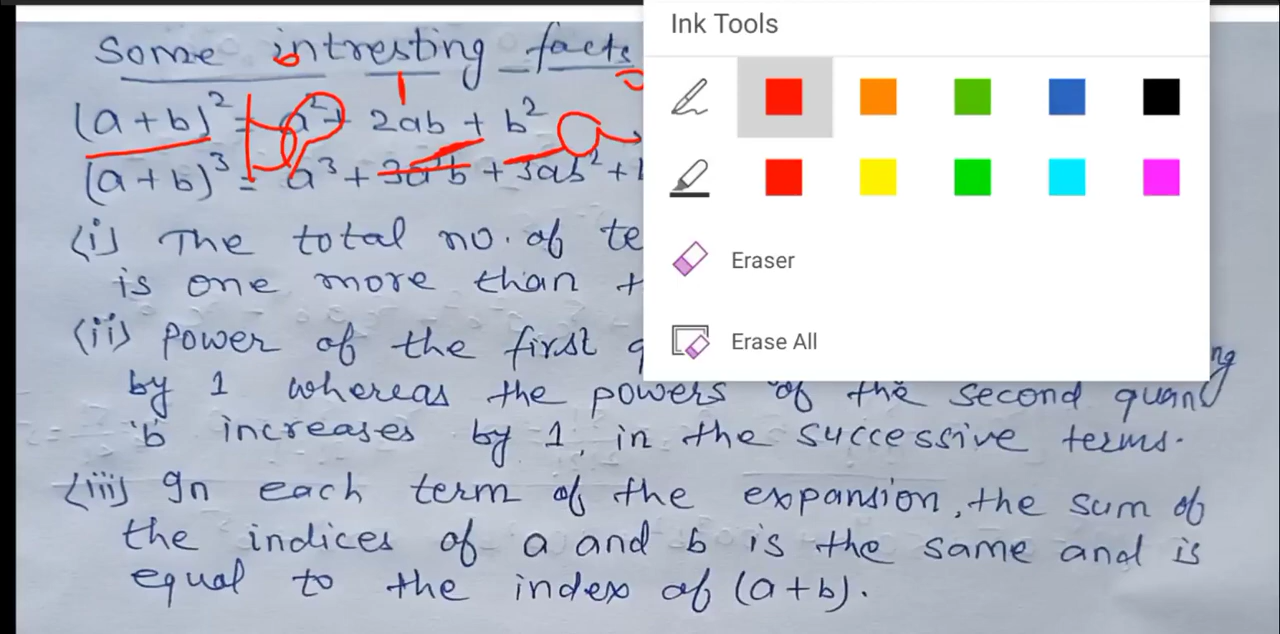 Some intresting facts
Ink Tools
(a+b)² = a² + 2ab + b²
(a+b)³ = a³ + 3a²b + 3ab² +
(i) The total no. of te
is one more than t
Eraser
Erase All
(ii) Power of the first q
ng
by 1 whereas the powers of the second quan
'b increases by 1, in the successive terms.
(iii) In each term of the expansion, the sum of
the indices of a and b is the same and is
equal to the index of (a+b).